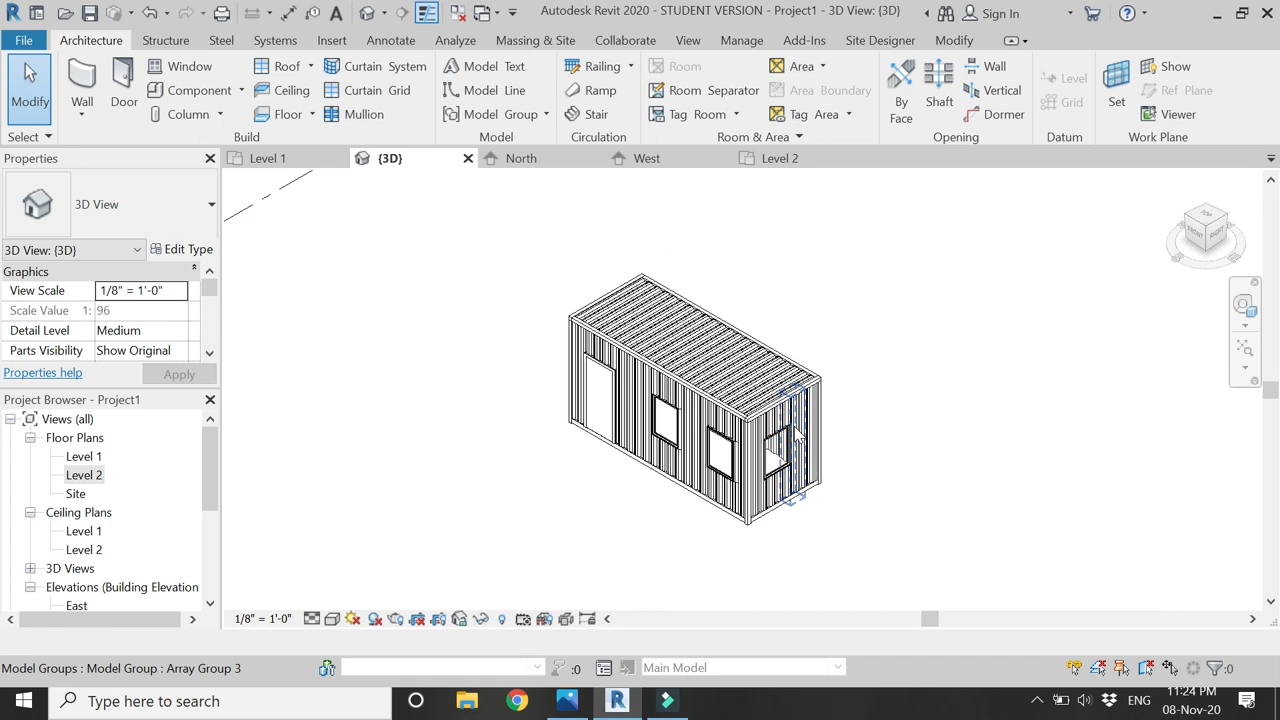 Autodesk Revit 2020 - STUDENT VERSION - Project1 - 3D View: {3D}
Sign In
File
Architecture
Structure
Steel
Systems
Insert
Annotate
Analyze
Massing & Site
Collaborate
View
Manage
Add-Ins
Site Designer
Modify
Modify
Wall
Door
Window
Component
Column
Roof
Ceiling
Floor
Curtain System
Curtain Grid
Mullion
Model Text
Model Line
Model Group
Railing
Ramp
Stair
Room
Room Separator
Tag Room
Area
Area Boundary
Tag Area
By
Face
Shaft
Wall
Vertical
Dormer
Level
Grid
Set
Show
Ref Plane
Viewer
Select
Build
Model
Circulation
Room & Area
Opening
Datum
Work Plane
Properties
Level 1
{3D}
North
West
Level 2
3D View
3D View: {3D}
Edit Type
Graphics
View Scale
1/8" = 1'-0"
Scale Value 1:
96
Detail Level
Medium
Parts Visibility
Show Original
Properties help
Apply
Project Browser - Project1
Views (all)
Floor Plans
Level 1
Level 2
Site
Ceiling Plans
Level 1
Level 2
3D Views
Elevations (Building Elevation
East
TOP
FRONT
RIGHT
1/8" = 1'-0"
Model Groups : Model Group : Array Group 3
:0
Main Model
:0
Type here to search
ENG
11:24 PM
08-Nov-20